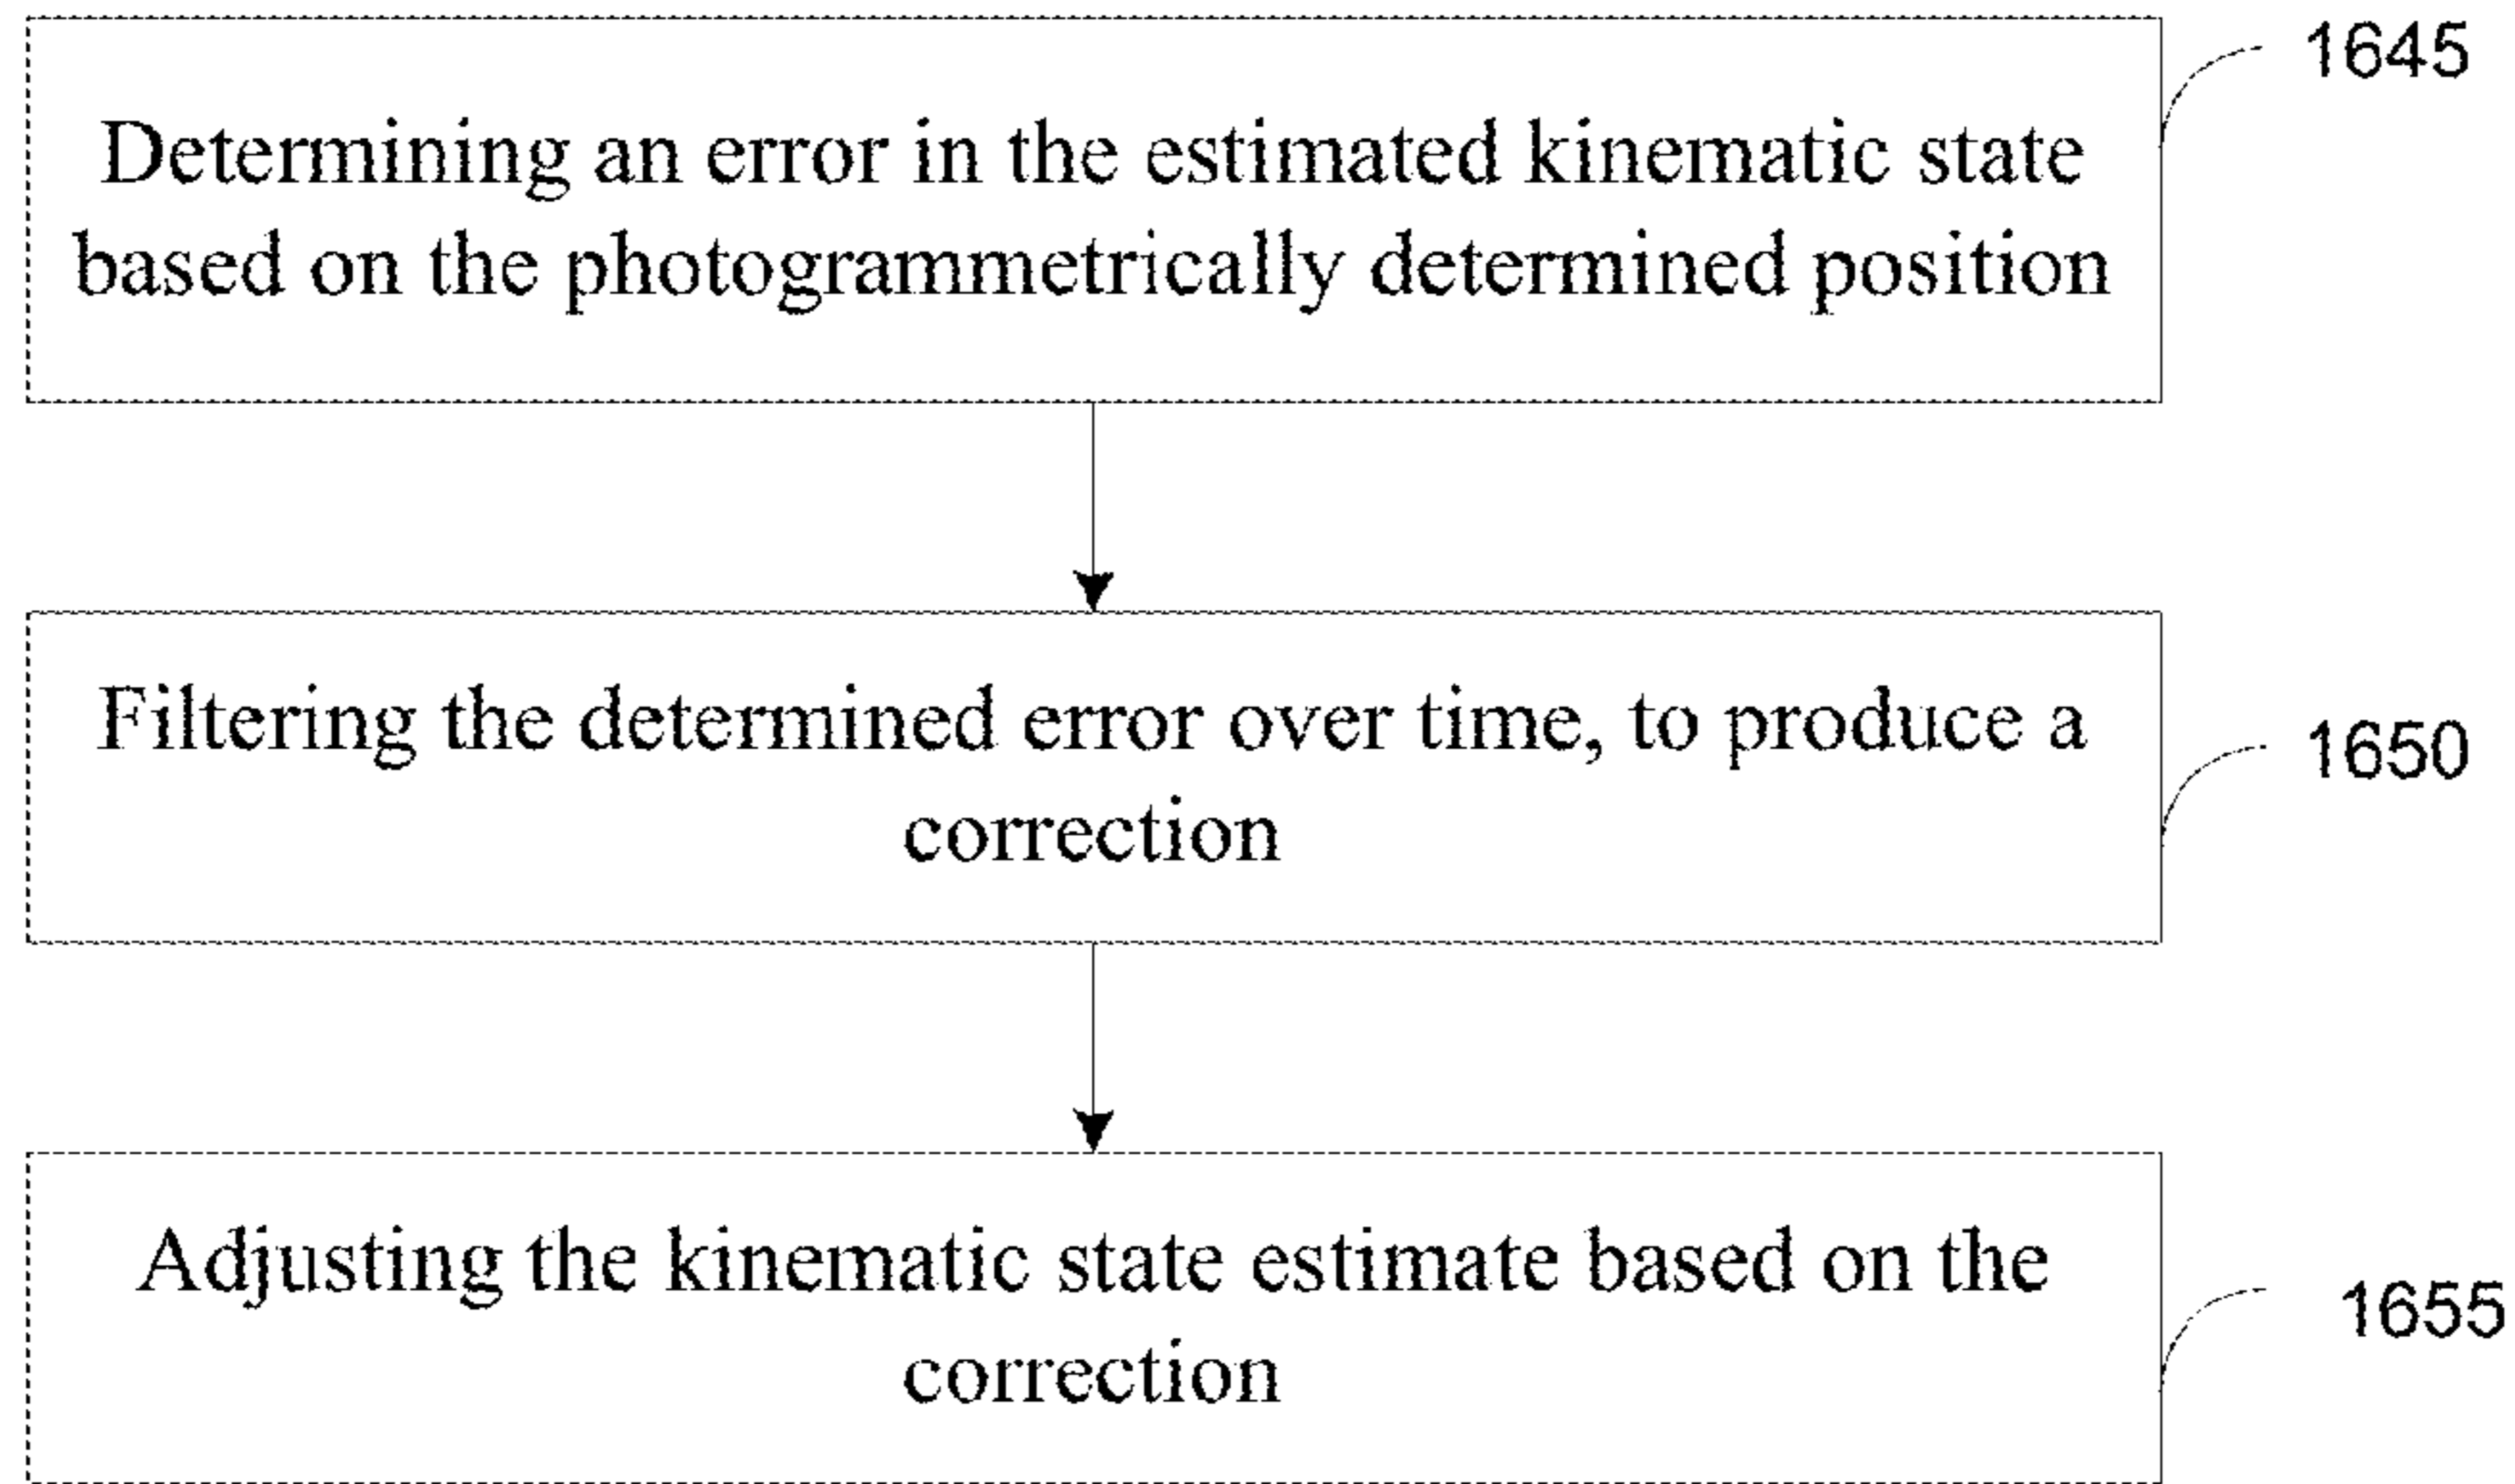 1645
Determining an error in the estimated kinematic state
based on the photogrammetrically determined position
Filtering the determined error over time, to produce a
correction
1650
Adjusting the kinematic state estimate based on the
correction
1655